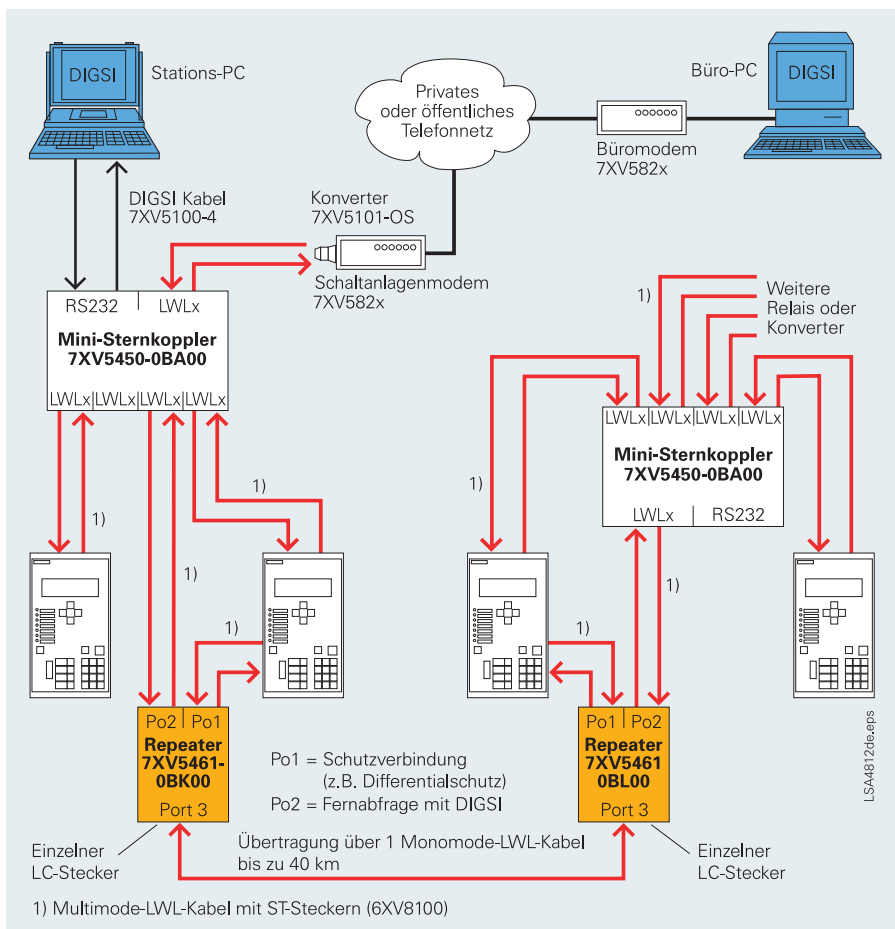 DIGSI
Stations-PC
Privates
oder öffentliches
Telefonnetz
Büro-PC
DIGSI
Büromodem
7XV582x
DIGSI Kabel
7XV5100-4
Konverter
7XV5101-OS
Schaltanlagenmodem
7XV582x
RS232 | LWLx
Mini-Sternkoppler
7XV5450-0BA00
LWLx|LWLx|LWLx|LWLx
1)
Weitere
Relais oder
Konverter
LWLx|LWLx|LWLx|LWLx
Mini-Sternkoppler
7XV5450-0BA00
LWLx | RS232
1)
1)
1)
1)
1)
1)
1)
Po2 | Po1
Repeater
7XV5461-
0BK00
Port 3
Po1 = Schutzverbindung
(z.B. Differentialschutz)
Po2 = Fernabfrage mit DIGSI
Po1 | Po2
Repeater
7XV5461
0BL00
Port 3
LSA4812de.eps
Einzelner
LC-Stecker
Übertragung über 1 Monomode-LWL-Kabel
bis zu 40 km
Einzelner
LC-Stecker
1) Multimode-LWL-Kabel mit ST-Steckern (6XV8100)